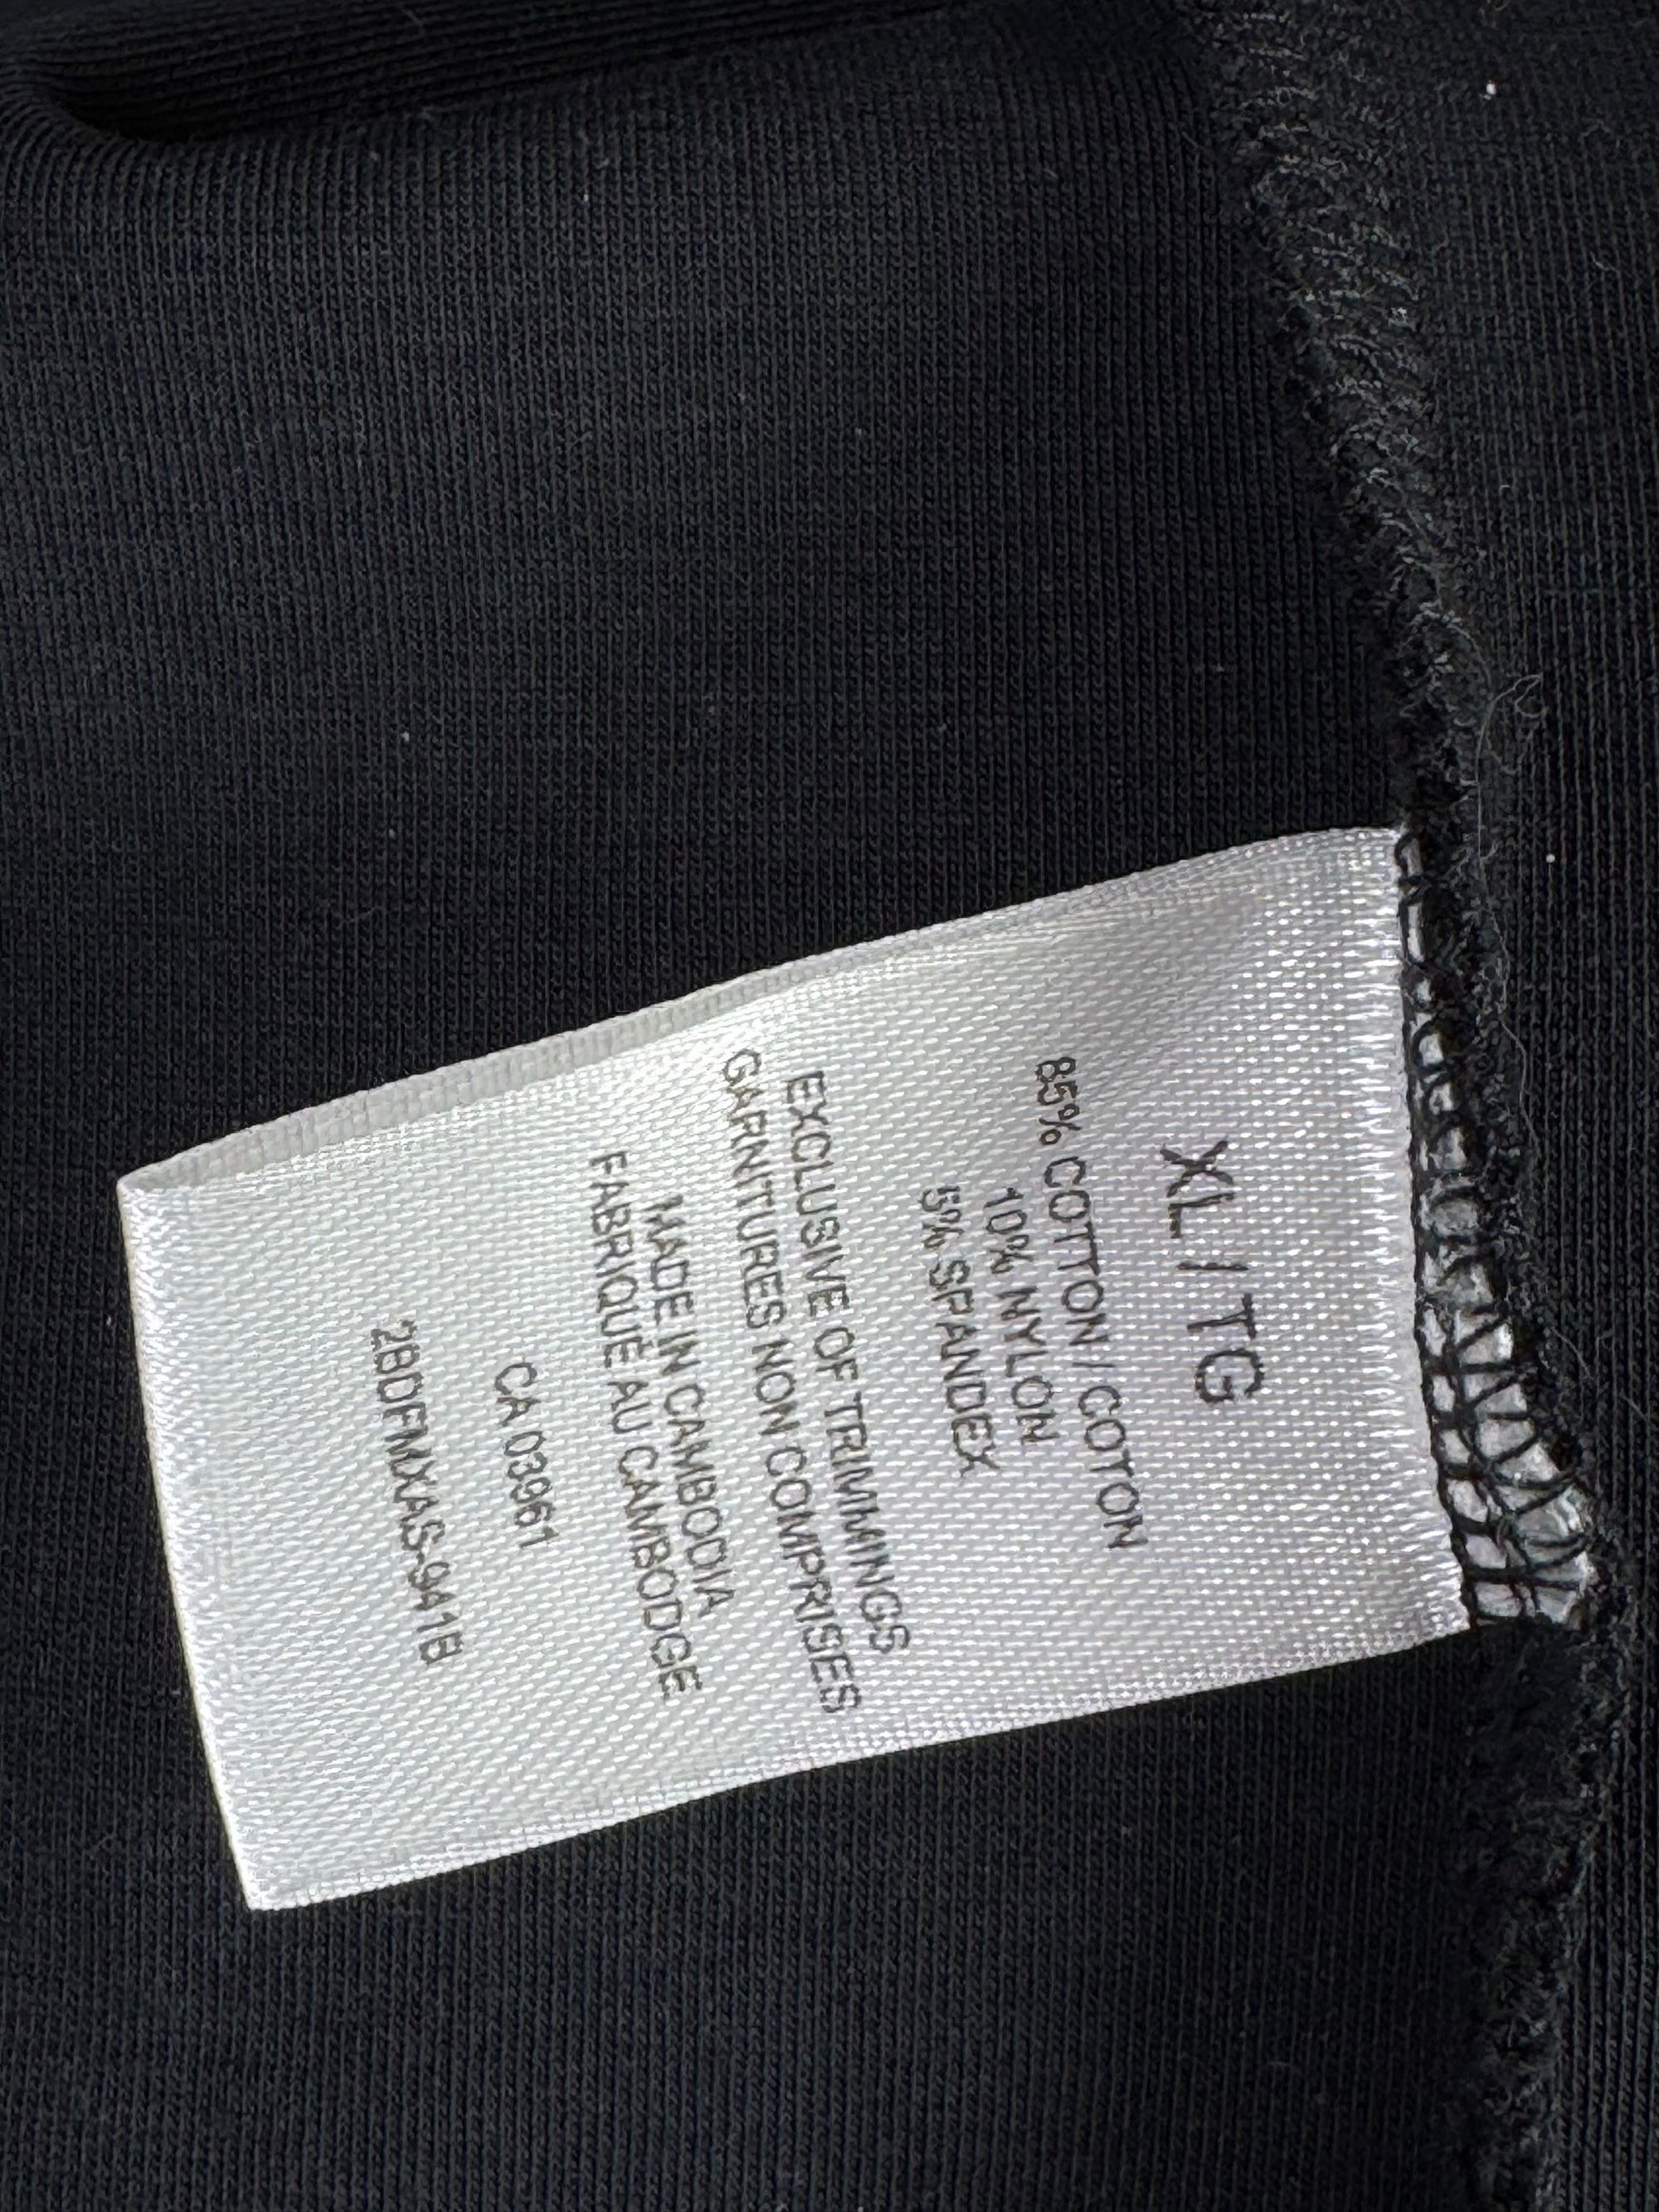 XL / TG
85% COTTON / COTON
10% NYLON
5% SPANDEX
EXCLUSIVE OF TRIMMINGS
GARNITURES NON COMPRISES
MADE IN CAMBODIA
FABRIQUÉ AU CAMBODGE
CA 03961
2BDFMXAS-941B